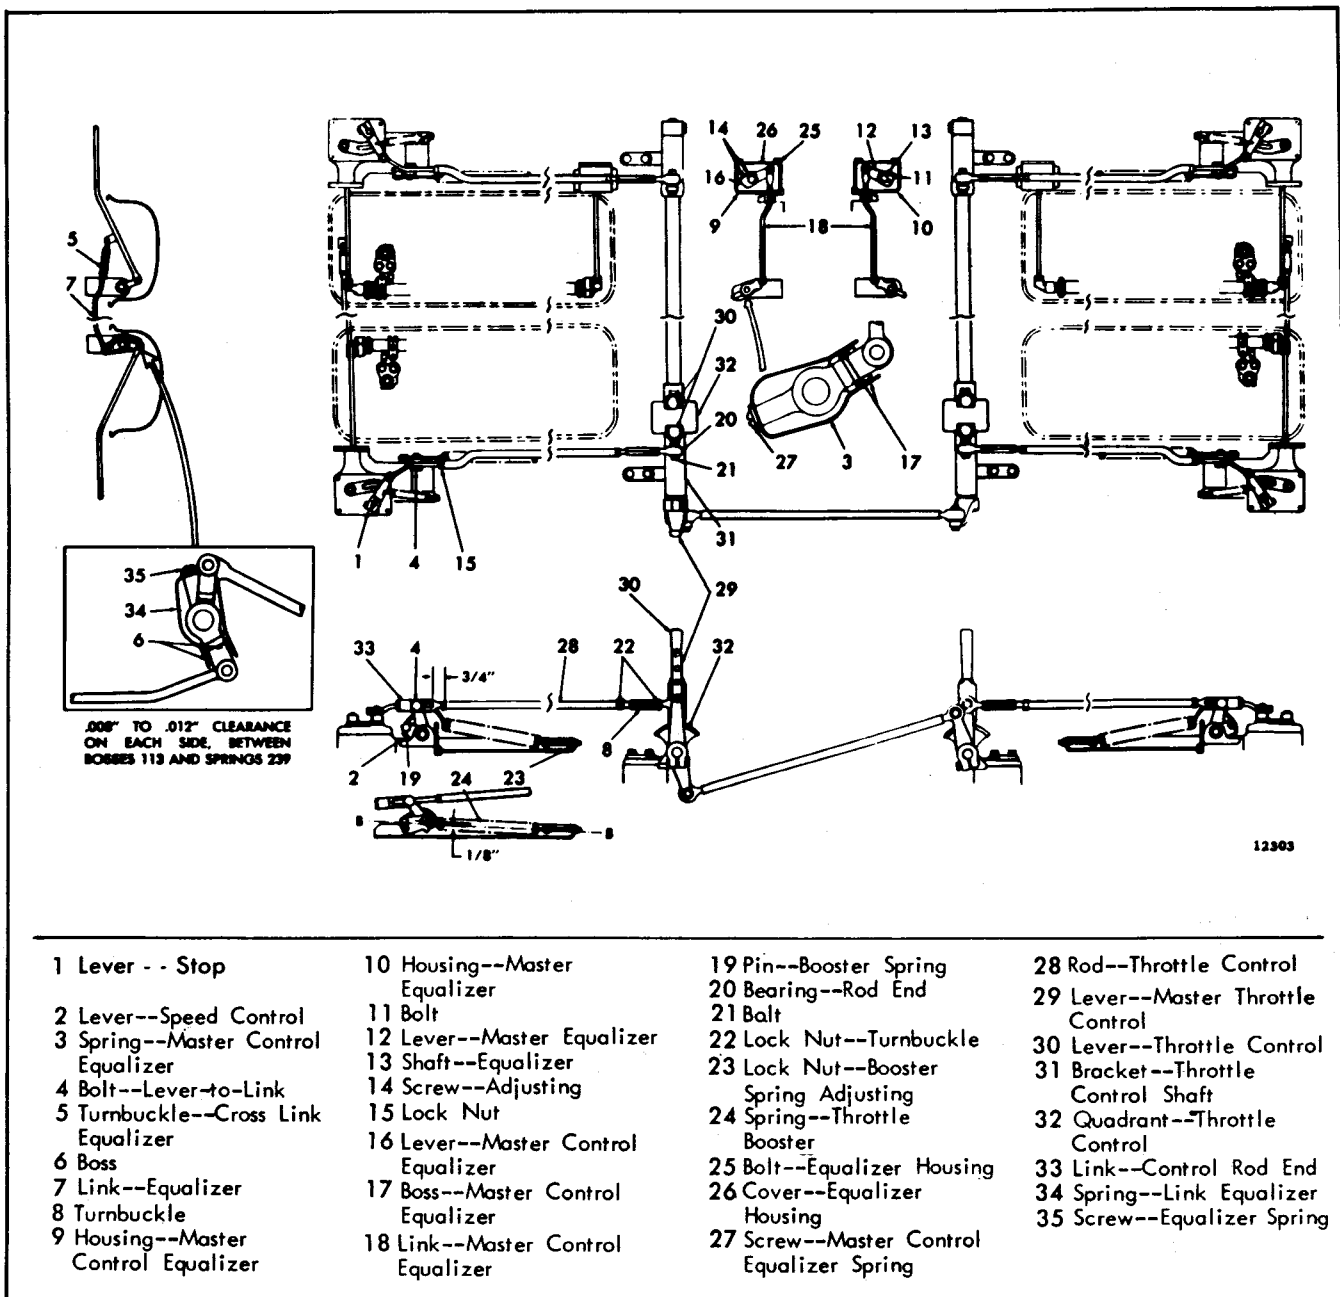 14 26 25 12 13
16 11
9 18 10
5
7
30
32
20
21
27 3 17
31
1 4 15
29
35
34
6
30
33 4 22 28 32
3/4"
.008" TO .012" CLEARANCE
ON EACH SIDE, BETWEEN
BOSSES 113 AND SPRINGS 239
8
2 19 24 23
B B
1/8"
12303
1 Lever - - Stop
2 Lever--Speed Control
3 Spring--Master Control
Equalizer
4 Bolt--Lever-to-Link
5 Turnbuckle--Cross Link
Equalizer
6 Boss
7 Link--Equalizer
8 Turnbuckle
9 Housing--Master
Control Equalizer
10 Housing--Master
Equalizer
11 Bolt
12 Lever--Master Equalizer
13 Shaft--Equalizer
14 Screw--Adjusting
15 Lock Nut
16 Lever--Master Control
Equalizer
17 Boss--Master Control
Equalizer
18 Link--Master Control
Equalizer
19 Pin--Booster Spring
20 Bearing--Rod End
21 Balt
22 Lock Nut--Turnbuckle
23 Lock Nut--Booster
Spring Adjusting
24 Spring--Throttle
Booster
25 Bolt--Equalizer Housing
26 Cover--Equalizer
Housing
27 Screw--Master Control
Equalizer Spring
28 Rod--Throttle Control
29 Lever--Master Throttle
Control
30 Lever--Throttle Control
31 Bracket--Throttle
Control Shaft
32 Quadrant--Throttle
Control
33 Link--Control Rod End
34 Spring--Link Equalizer
35 Screw--Equalizer Spring